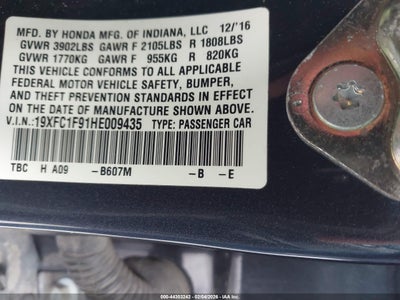 MFD. BY HONDA MFG. OF INDIANA, LLC 12/'16
GVWR 3902LBS GAWR F 2105LBS R 1808LBS
GVWR 1770KG GAWR F 955KG R 820KG
THIS VEHICLE CONFORMS TO ALL APPLICABLE
FEDERAL MOTOR VEHICLE SAFETY, BUMPER,
AND THEFT PREVENTION STANDARDS IN EFFECT
ON THE DATE OF MANUFACTURE SHOWN ABOVE.
V.I.N.: 19XFC1F91HE009435 TYPE: PASSENGER CAR
TBC H A09 -B607M -B -E
000-44303243 - 02/04/2026 - IAAI.COM